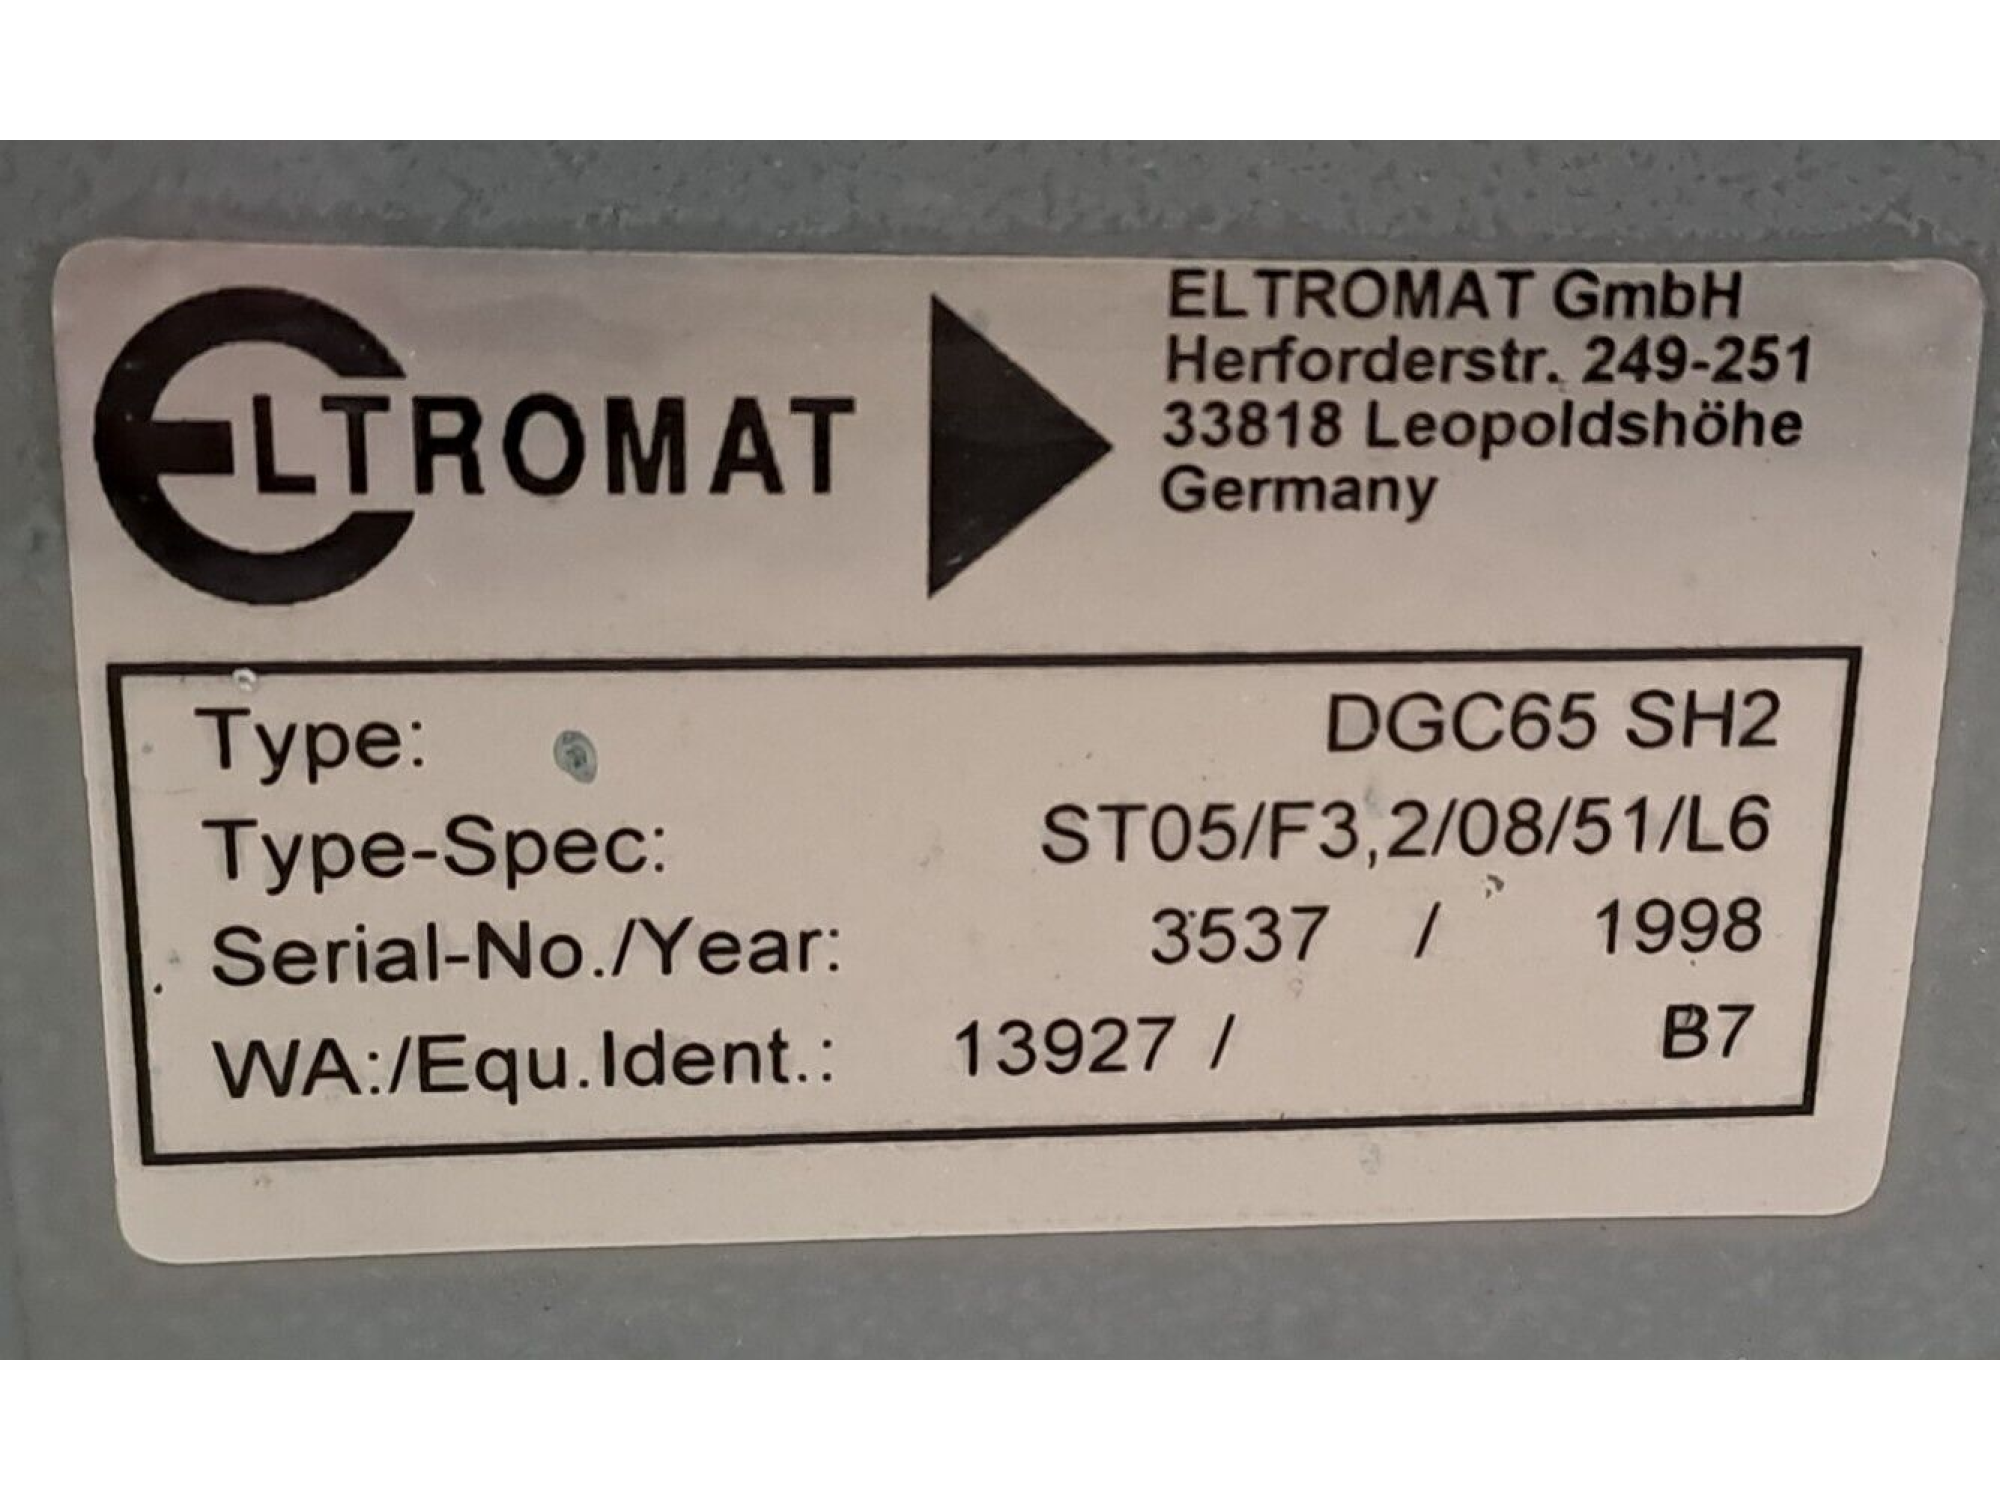 ELTROMAT
ELTROMAT GmbH
Herforderstr. 249-251
33818 Leopoldshöhe
Germany
Type: DGC65 SH2
Type-Spec: ST05/F3,2/08/51/L6
Serial-No./Year: 3537 / 1998
WA:/Equ.Ident.: 13927 / B7